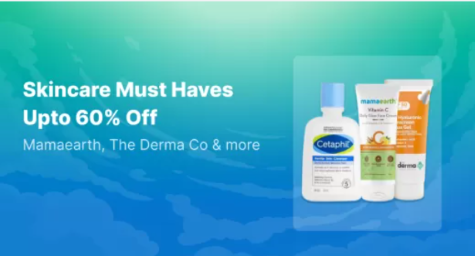 Skincare Must Haves
Upto 60% Off
Mamaearth, The Derma Co & more
Cetaphil
mamaearth
Vitamin C
C
derma